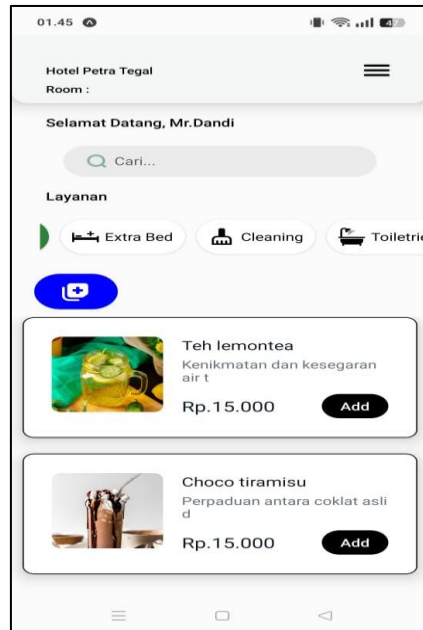 01.45
47
Hotel Petra Tegal
Room :
Selamat Datang, Mr.Dandi
Cari...
Layanan
Extra Bed
Cleaning
Toiletrie
Teh lemontea
Kenikmatan dan kesegaran
air t
Rp.15.000
Add
Choco tiramisu
Perpaduan antara coklat asli
d
Rp.15.000
Add